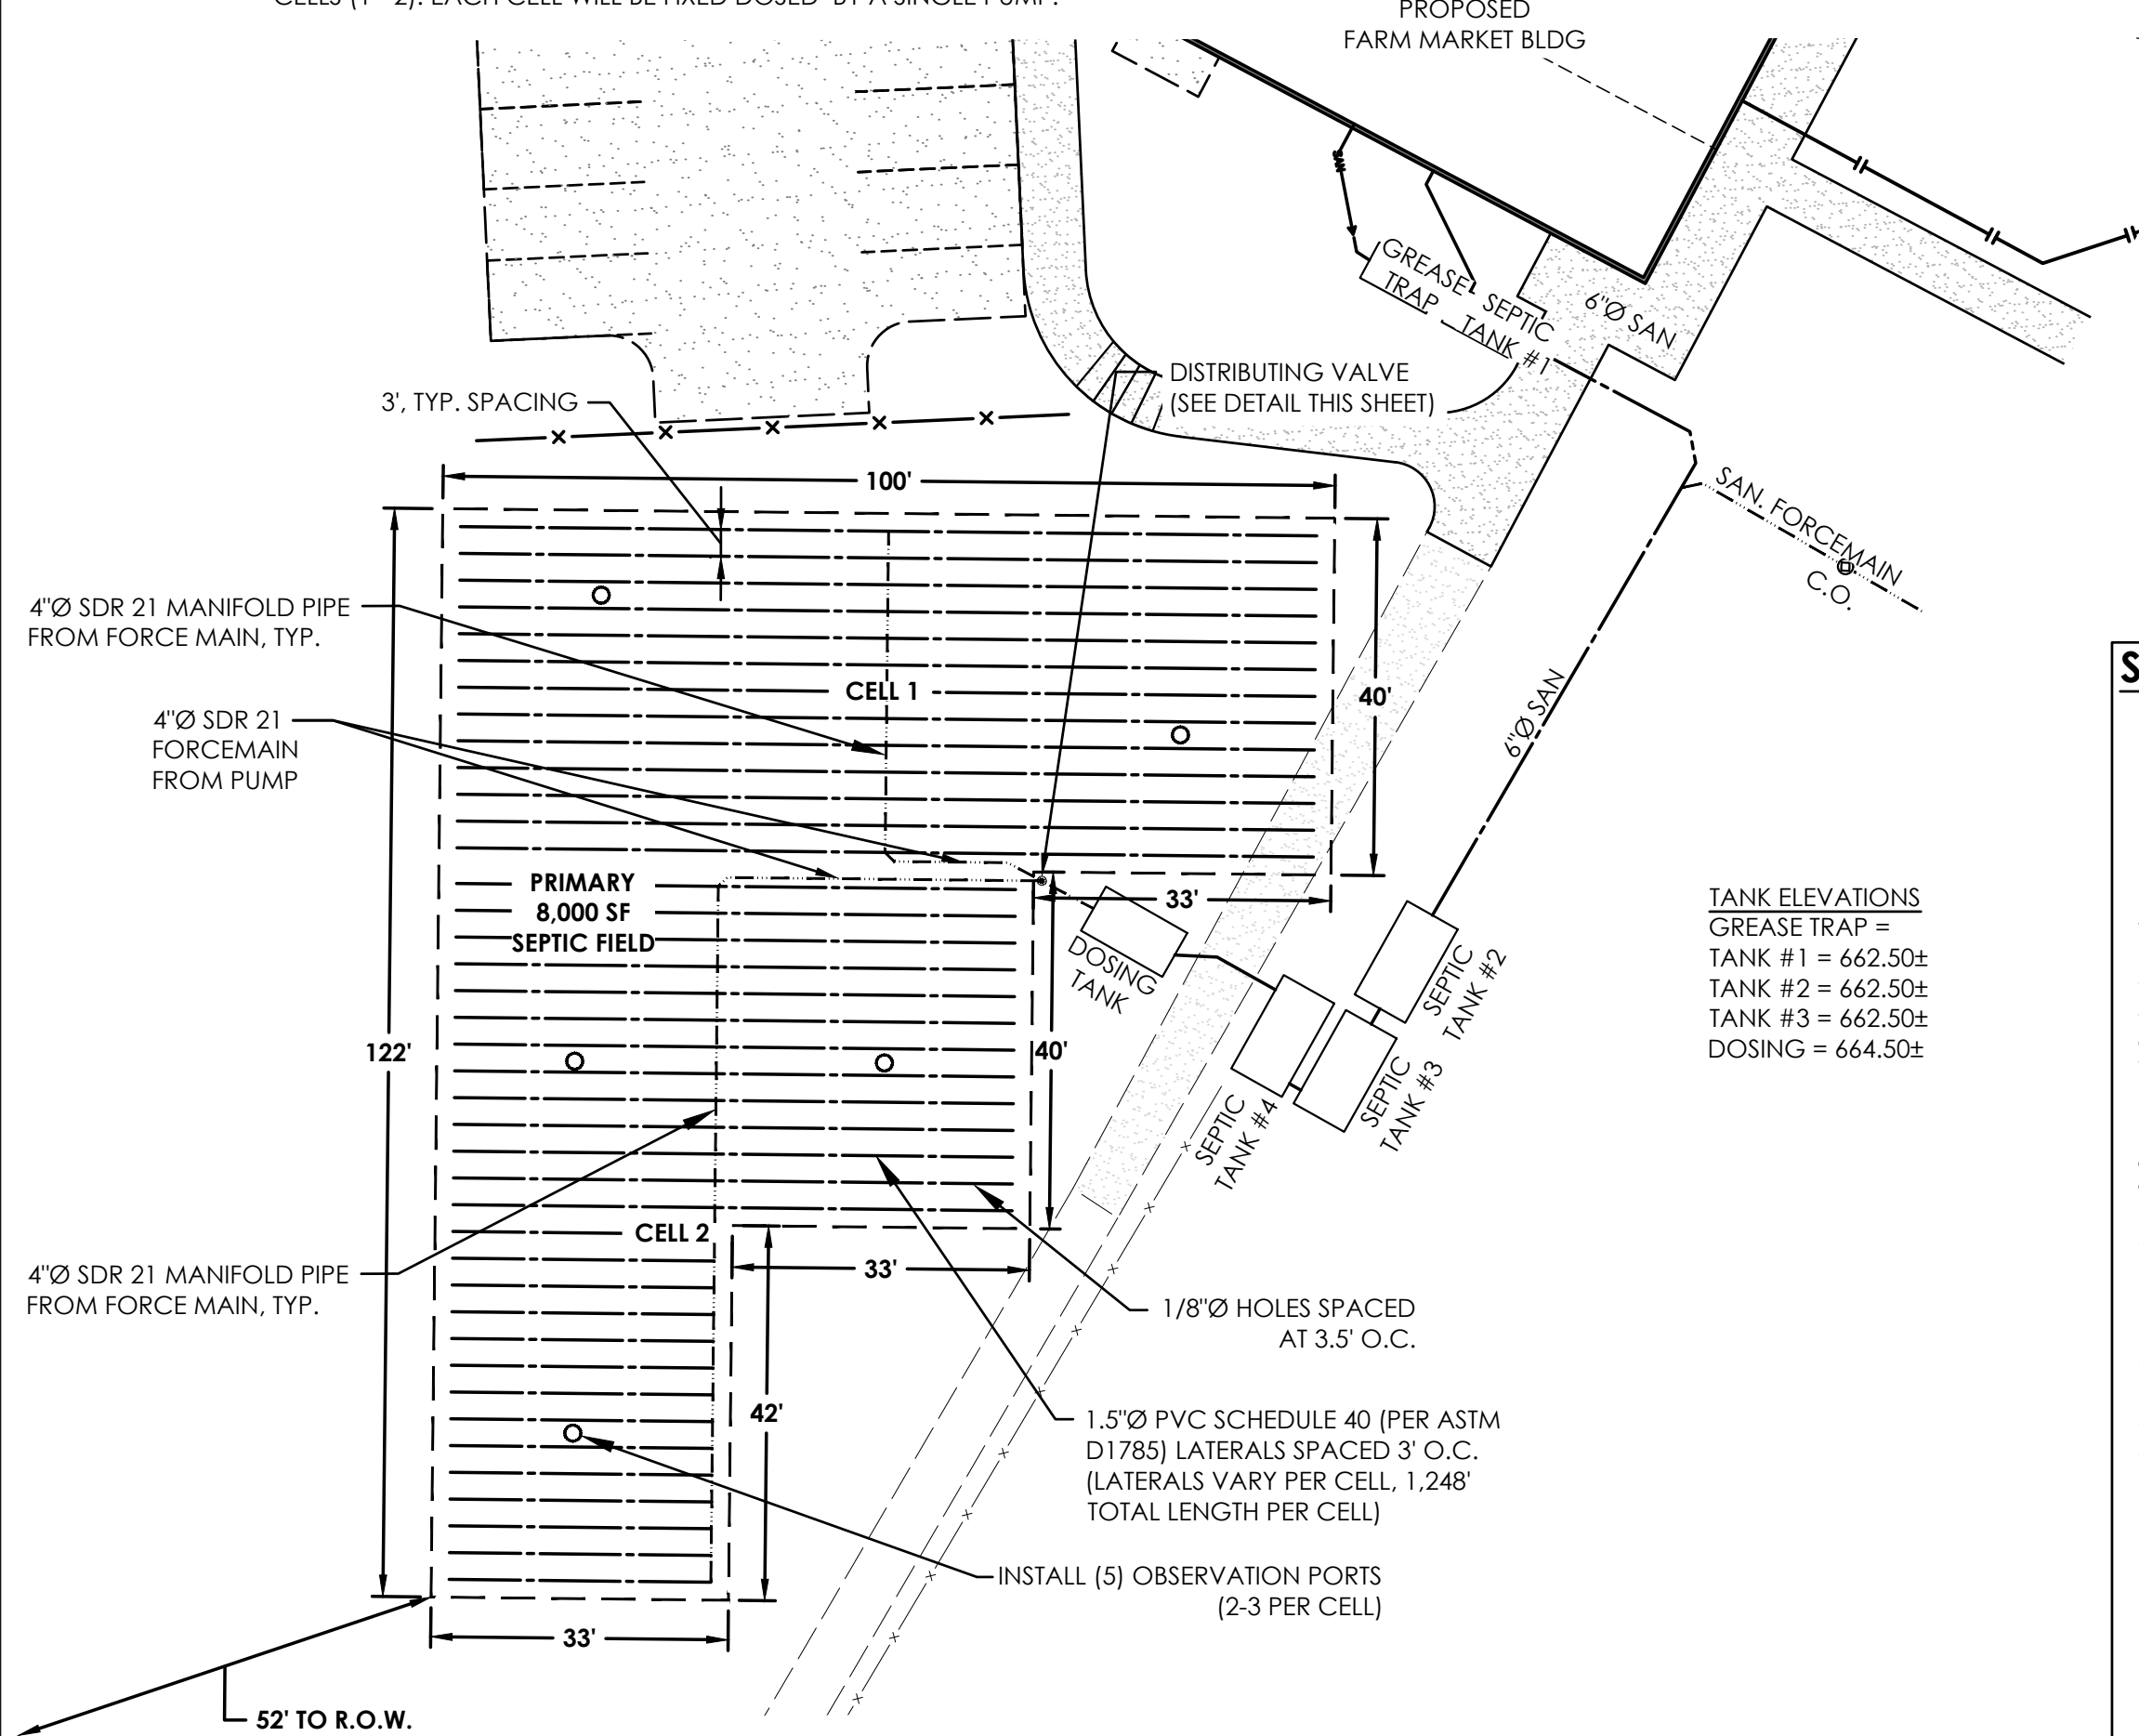 PROPOSED
FARM MARKET BLDG
SAN
GREASE
TRAP
SEPTIC
TANK #1
6"Ø SAN
DISTRIBUTING VALVE
(SEE DETAIL THIS SHEET)
3', TYP. SPACING
100'
SAN. FORCEMAIN
C.O.
4"Ø SDR 21 MANIFOLD PIPE
FROM FORCE MAIN, TYP.
CELL 1
40'
6"Ø SAN
4"Ø SDR 21
FORCEMAIN
FROM PUMP
PRIMARY
8,000 SF
SEPTIC FIELD
33'
DOSING
TANK
SEPTIC
TANK #2
TANK ELEVATIONS
GREASE TRAP =
TANK #1 = 662.50±
TANK #2 = 662.50±
TANK #3 = 662.50±
DOSING = 664.50±
122'
40'
SEPTIC
TANK #3
SEPTIC
TANK #4
CELL 2
33'
4"Ø SDR 21 MANIFOLD PIPE
FROM FORCE MAIN, TYP.
1/8"Ø HOLES SPACED
AT 3.5' O.C.
42'
1.5"Ø PVC SCHEDULE 40 (PER ASTM
D1785) LATERALS SPACED 3' O.C.
(LATERALS VARY PER CELL, 1,248'
TOTAL LENGTH PER CELL)
INSTALL (5) OBSERVATION PORTS
(2-3 PER CELL)
33'
52' TO R.O.W.